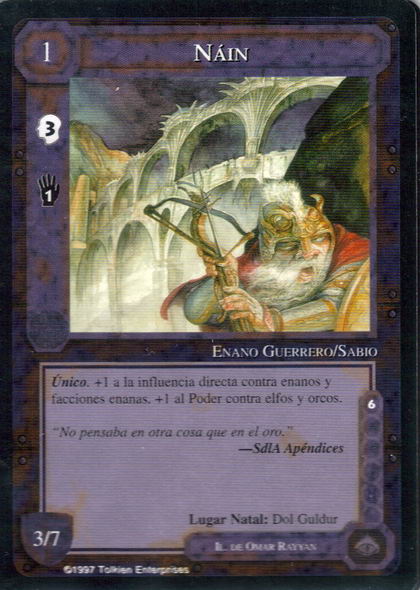 1
NÁIN
3
1
ENANO GUERRERO/SABIO
Único. +1 a la influencia directa contra enanos y
facciones enanas. +1 al Poder contra elfos y orcos.
6
“No pensaba en otra cosa que en el oro.”
—SdlA Apéndices
Lugar Natal: Dol Guldur
3/7
IL. DE OMAR RAYYAN
©1997 Tolkien Enterprises